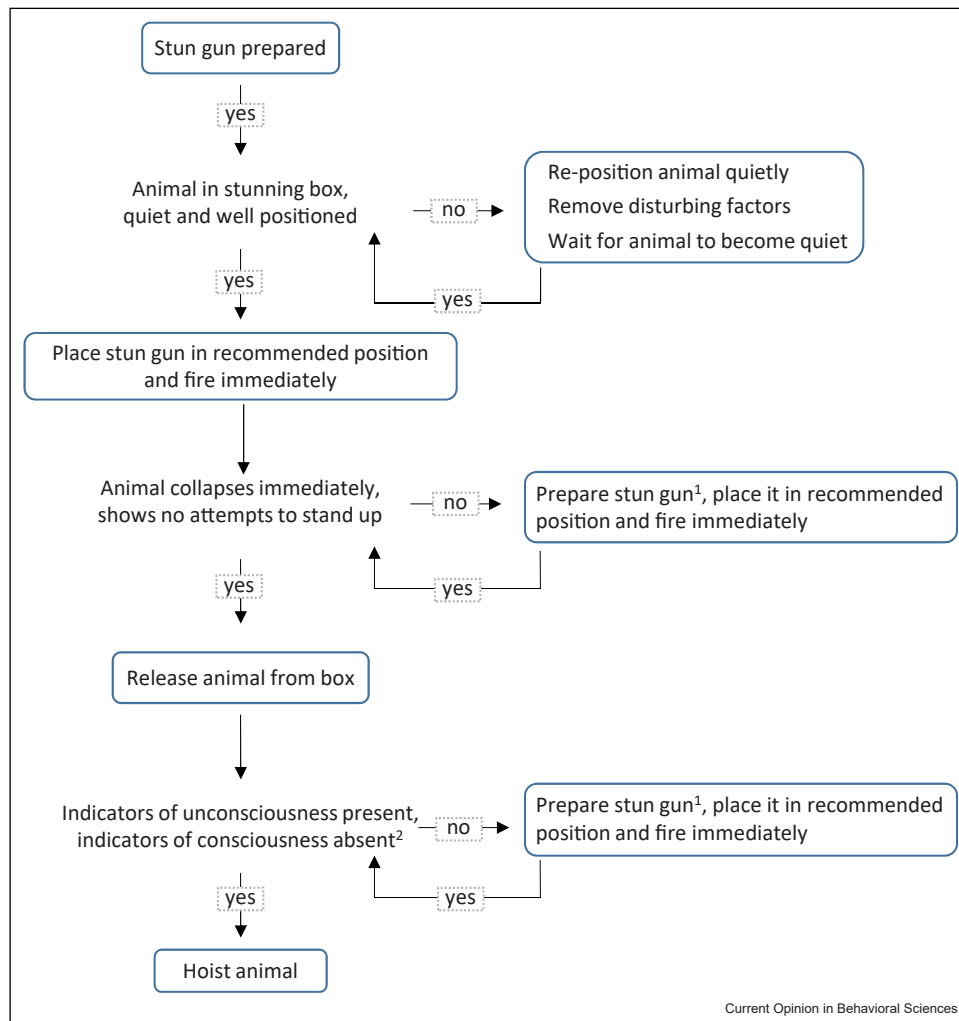 Stun gun prepared
yes
Animal in stunning box,
quiet and well positioned
no
Re-position animal quietly
Remove disturbing factors
Wait for animal to become quiet
yes
yes
Place stun gun in recommended position
and fire immediately
Animal collapses immediately,
shows no attempts to stand up
no
Prepare stun gun¹, place it in recommended
position and fire immediately
yes
yes
Release animal from box
Indicators of unconsciousness present,
indicators of consciousness absent²
no
Prepare stun gun¹, place it in recommended
position and fire immediately
yes
yes
Hoist animal
Current Opinion in Behavioral Sciences